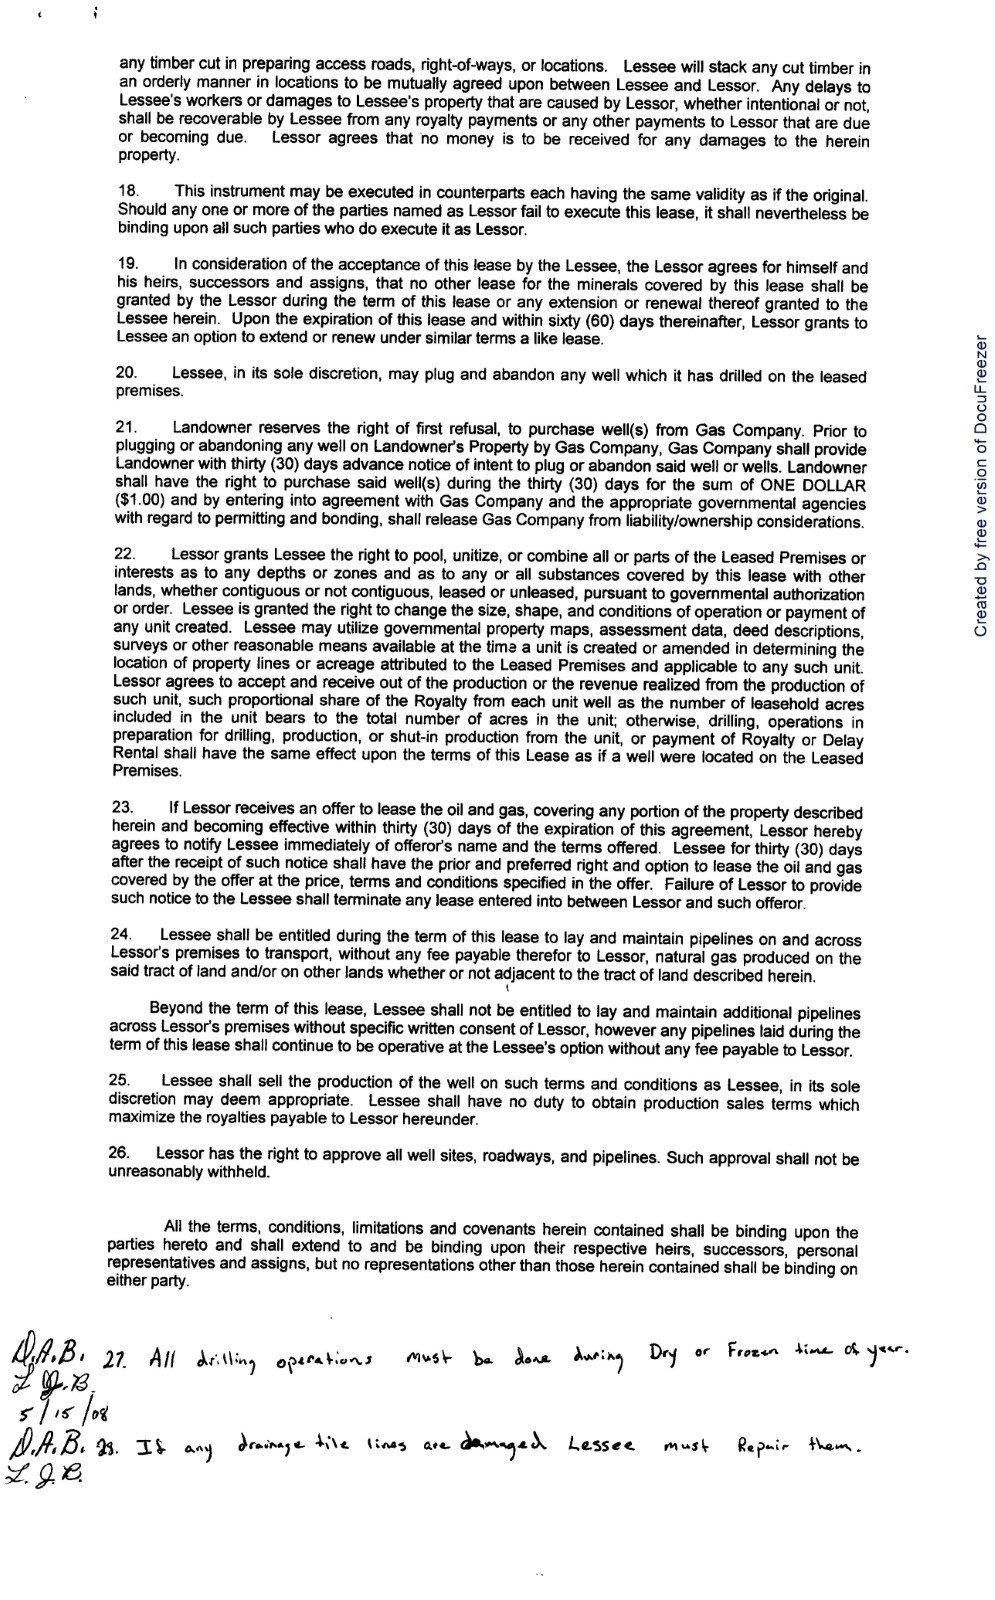 any timber cut in preparing access roads, right-of-ways, or locations. Lessee will stack any cut timber in
an orderly manner in locations to be mutually agreed upon between Lessee and Lessor. Any delays to
Lessee's workers or damages to Lessee's property that are caused by Lessor, whether intentional or not,
shall be recoverable by Lessee from any royalty payments or any other payments to Lessor that are due
or becoming due. Lessor agrees that no money is to be received for any damages to the herein
property.
18. This instrument may be executed in counterparts each having the same validity as if the original.
Should any one or more of the parties named as Lessor fail to execute this lease, it shall nevertheless be
binding upon all such parties who do execute it as Lessor.
19. In consideration of the acceptance of this lease by the Lessee, the Lessor agrees for himself and
his heirs, successors and assigns, that no other lease for the minerals covered by this lease shall be
granted by the Lessor during the term of this lease or any extension or renewal thereof granted to the
Lessee herein. Upon the expiration of this lease and within sixty (60) days thereinafter, Lessor grants to
Lessee an option to extend or renew under similar terms a like lease.
20. Lessee, in its sole discretion, may plug and abandon any well which it has drilled on the leased
premises.
21. Landowner reserves the right of first refusal, to purchase well(s) from Gas Company. Prior to
plugging or abandoning any well on Landowner's Property by Gas Company, Gas Company shall provide
Landowner with thirty (30) days advance notice of intent to plug or abandon said well or wells. Landowner
shall have the right to purchase said well(s) during the thirty (30) days for the sum of ONE DOLLAR
($1.00) and by entering into agreement with Gas Company and the appropriate governmental agencies
with regard to permitting and bonding, shall release Gas Company from liability/ownership considerations.
22. Lessor grants Lessee the right to pool, unitize, or combine all or parts of the Leased Premises or
interests as to any depths or zones and as to any or all substances covered by this lease with other
lands, whether contiguous or not contiguous, leased or unleased, pursuant to governmental authorization
or order. Lessee is granted the right to change the size, shape, and conditions of operation or payment of
any unit created. Lessee may utilize governmental property maps, assessment data, deed descriptions,
surveys or other reasonable means available at the time a unit is created or amended in determining the
location of property lines or acreage attributed to the Leased Premises and applicable to any such unit.
Lessor agrees to accept and receive out of the production or the revenue realized from the production of
such unit, such proportional share of the Royalty from each unit well as the number of leasehold acres
included in the unit bears to the total number of acres in the unit; otherwise, drilling, operations in
preparation for drilling, production, or shut-in production from the unit, or payment of Royalty or Delay
Rental shall have the same effect upon the terms of this Lease as if a well were located on the Leased
Premises.
23. If Lessor receives an offer to lease the oil and gas, covering any portion of the property described
herein and becoming effective within thirty (30) days of the expiration of this agreement, Lessor hereby
agrees to notify Lessee immediately of offeror's name and the terms offered. Lessee for thirty (30) days
after the receipt of such notice shall have the prior and preferred right and option to lease the oil and gas
covered by the offer at the price, terms and conditions specified in the offer. Failure of Lessor to provide
such notice to the Lessee shall terminate any lease entered into between Lessor and such offeror.
24. Lessee shall be entitled during the term of this lease to lay and maintain pipelines on and across
Lessor's premises to transport, without any fee payable therefor to Lessor, natural gas produced on the
said tract of land and/or on other lands whether or not adjacent to the tract of land described herein.
Beyond the term of this lease, Lessee shall not be entitled to lay and maintain additional pipelines
across Lessor's premises without specific written consent of Lessor, however any pipelines laid during the
term of this lease shall continue to be operative at the Lessee's option without any fee payable to Lessor.
25. Lessee shall sell the production of the well on such terms and conditions as Lessee, in its sole
discretion may deem appropriate. Lessee shall have no duty to obtain production sales terms which
maximize the royalties payable to Lessor hereunder.
26. Lessor has the right to approve all well sites, roadways, and pipelines. Such approval shall not be
unreasonably withheld.
All the terms, conditions, limitations and covenants herein contained shall be binding upon the
parties hereto and shall extend to and be binding upon their respective heirs, successors, personal
representatives and assigns, but no representations other than those herein contained shall be binding on
either party.
D.A.B. 27. All drilling operations must be done during Dry or Frozen time of year.
L.J.B.
5/15/08
D.A.B. 28. If any drainage tile lines are damaged Lessee must Repair them.
L.J.B.
Created by free version of DocuFreezer